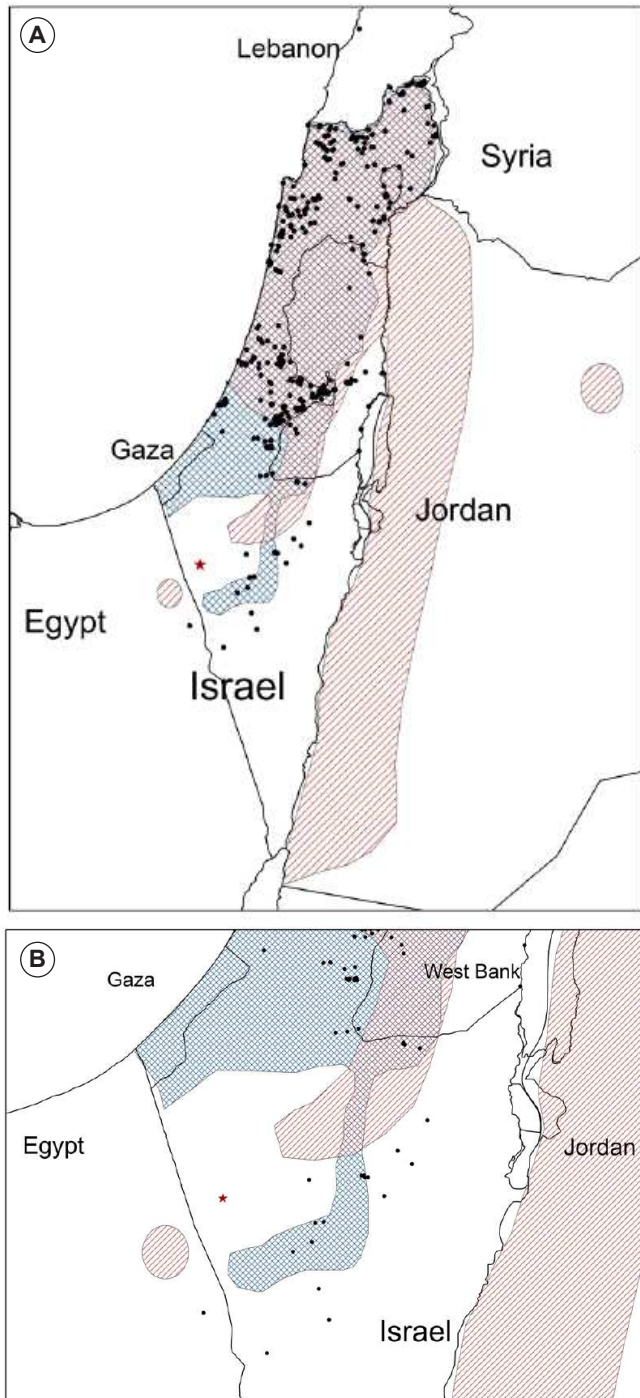 A
Lebanon
Syria
Gaza
Jordan
Egypt
Israel
B
Gaza
West Bank
Egypt
Jordan
Israel